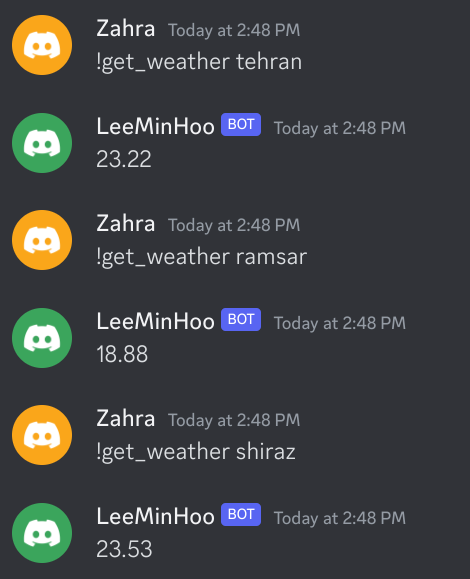 Zahra Today at 2:48 PM
!get_weather tehran
LeeMinHoo BOT Today at 2:48 PM
23.22
Zahra Today at 2:48 PM
!get_weather ramsar
LeeMinHoo BOT Today at 2:48 PM
18.88
Zahra Today at 2:48 PM
!get_weather shiraz
LeeMinHoo BOT Today at 2:48 PM
23.53